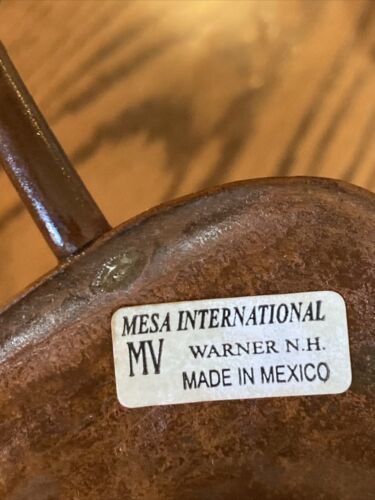 MESA INTERNATIONAL
MV WARNER N.H.
MADE IN MEXICO